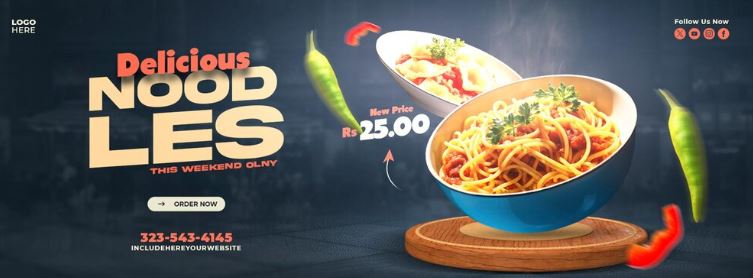 LOGO
HERE
Follow Us Now
Delicious
NOOD
LES
THIS WEEKEND OLNY
New Price
Rs 25.00
→ ORDER NOW
323-543-4145
INCLUDEHEREYOURWEBSITE